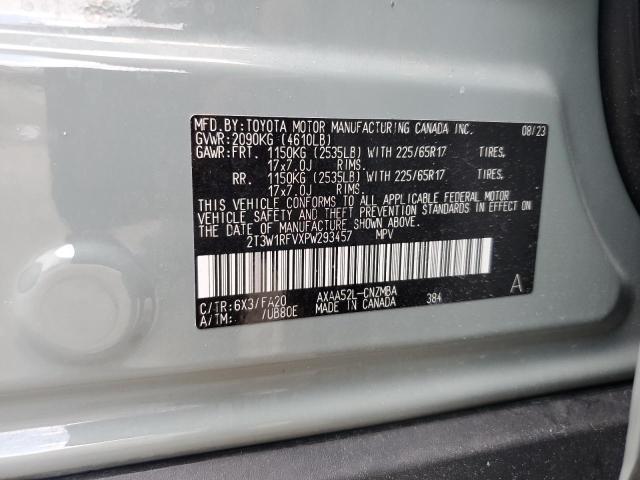 MFD.BY:TOYOTA MOTOR MANUFACTURING CANADA INC. 08/23
GVWR:2090KG (4610LB)
GAWR:FRT. 1150KG (2535LB) WITH 225/65R17 TIRES,
17x7.0J RIMS.
RR. 1150KG (2535LB) WITH 225/65R17 TIRES,
17x7.0J RIMS.
THIS VEHICLE CONFORMS TO ALL APPLICABLE FEDERAL MOTOR
VEHICLE SAFETY AND THEFT PREVENTION STANDARDS IN EFFECT ON
THE DATE OF MANUFACTURE SHOWN ABOVE.
2T3W1RFVXPW293457 MPV
C/TR:6X3/FA20 AXAA52L-CNZMBA 384 A
A/TM: /UB80E MADE IN CANADA